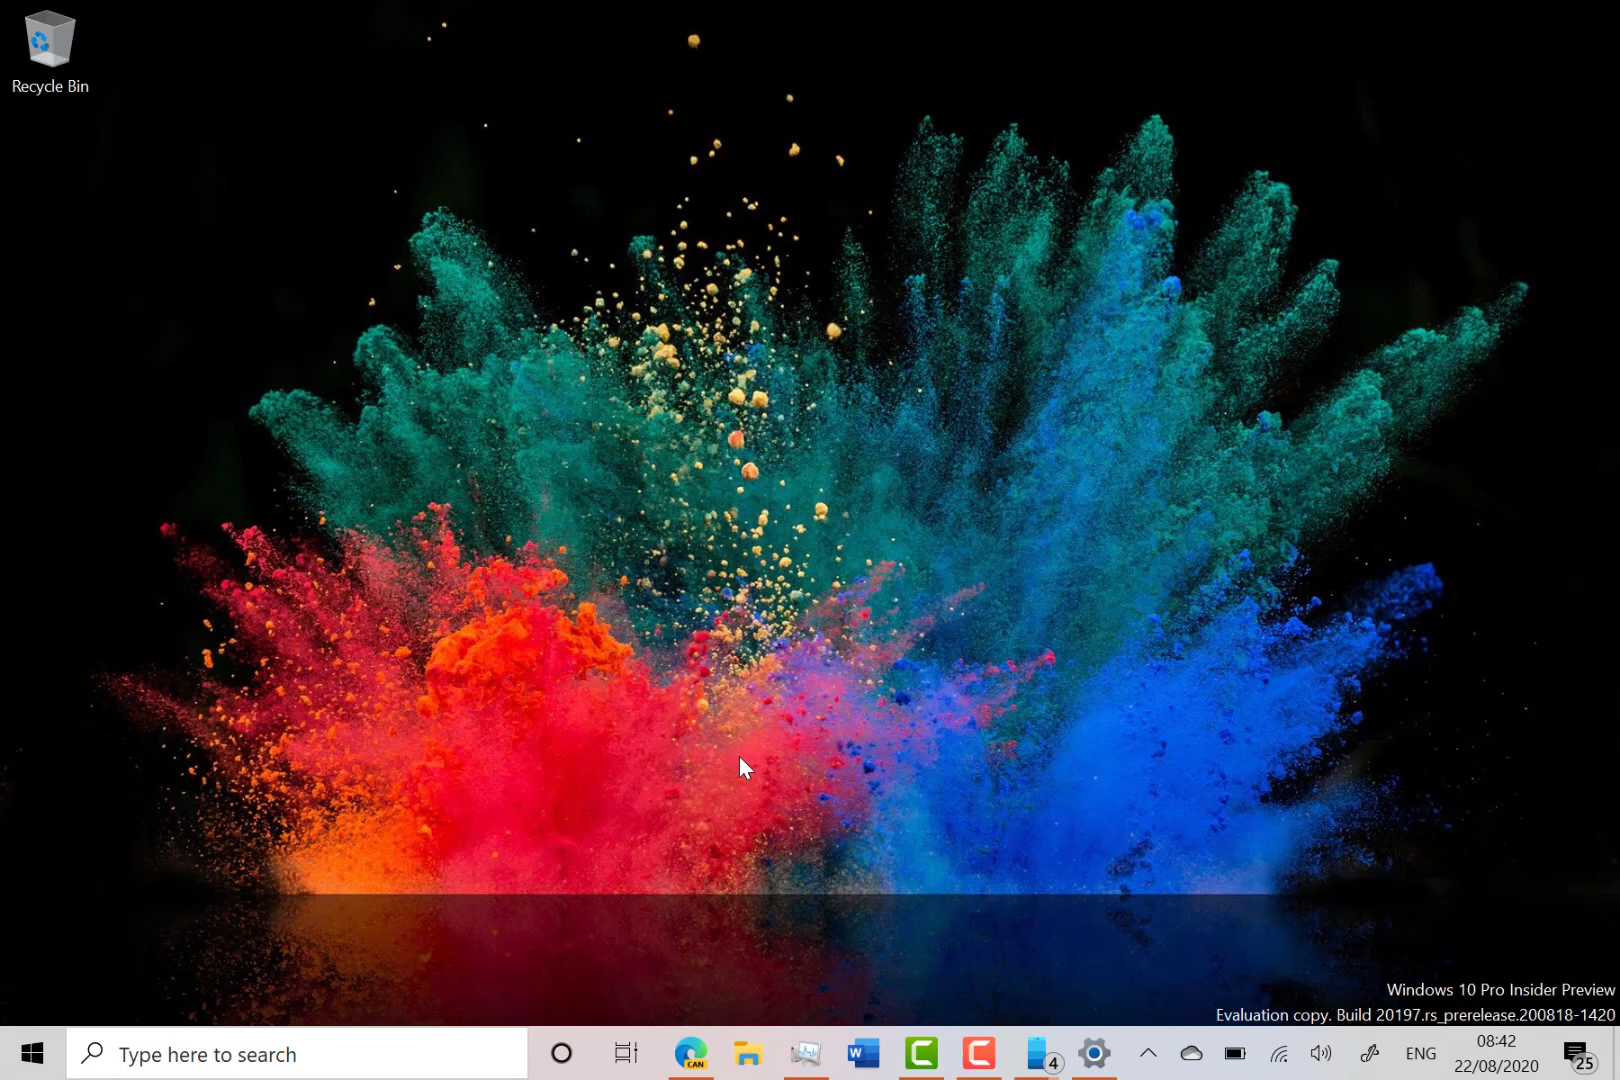 Recycle Bin
Windows 10 Pro Insider Preview
Evaluation copy. Build 20197.rs_prerelease.200818-1420
Type here to search
CAN
W
C
C
4
ENG
08:42
22/08/2020
25